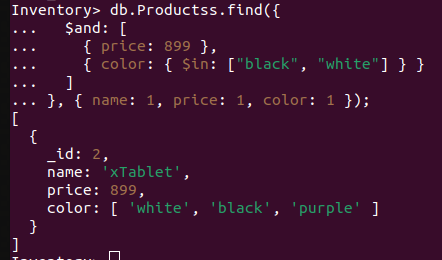 Inventory> db.Productss.find({
...   $and: [
...     { price: 899 },
...     { color: { $in: ["black", "white"] } }
...   ]
... }, { name: 1, price: 1, color: 1 });
[
  {
    _id: 2,
    name: 'xTablet',
    price: 899,
    color: [ 'white', 'black', 'purple' ]
  }
]
Inventory>